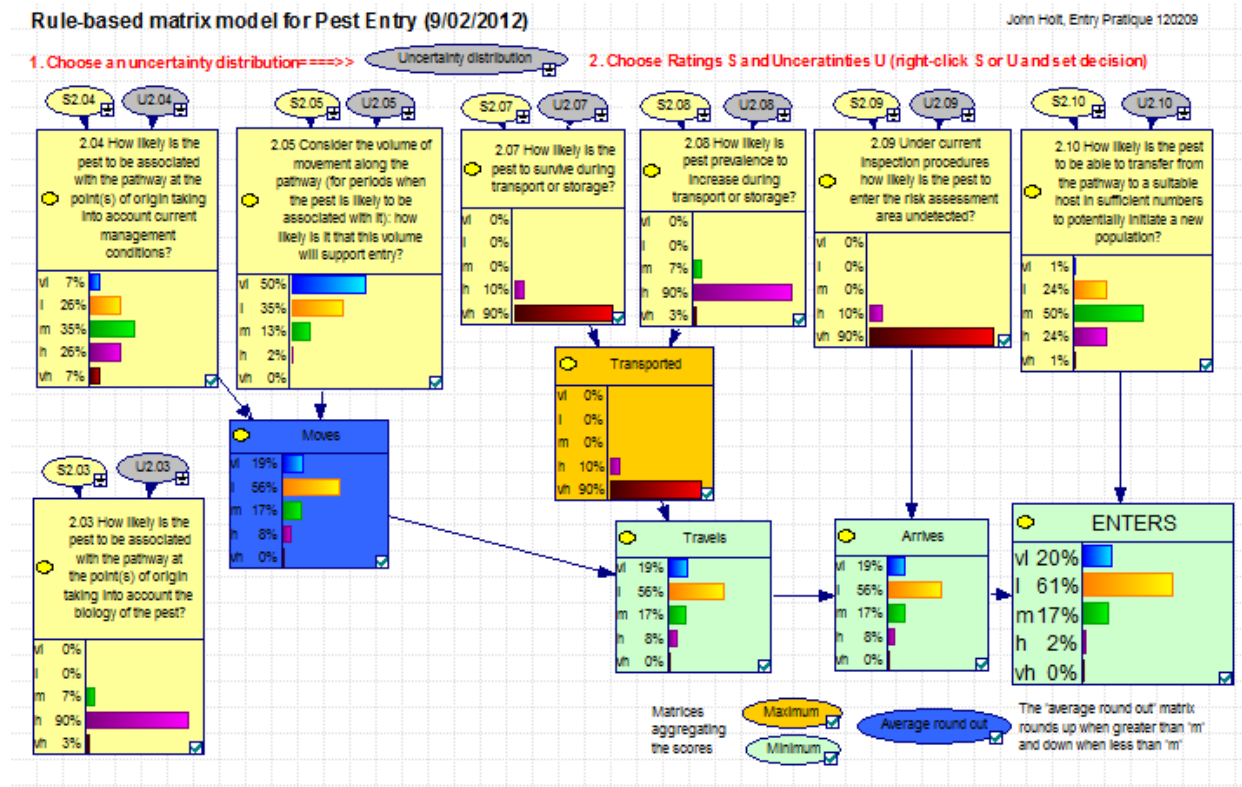 Rule-based matrix model for Pest Entry (9/02/2012)
John Holt, Entry Pratique 120209
1. Choose an uncertainty distribution====>>
Uncertainty distribution
2. Choose Ratings S and Unceratinties U (right-click S or U and set decision)
S2.04
U2.04
2.04 How likely is the
pest to be associated
with the pathway at the
point(s) of origin taking
into account current
management
conditions?
vl 7%
l 26%
m 35%
h 26%
vh 7%
S2.05
U2.05
2.05 Consider the volume of
movement along the
pathway (for periods when
the pest is likely to be
associated with it): how
likely is it that this volume
will support entry?
vl 50%
l 35%
m 13%
h 2%
vh 0%
S2.07
U2.07
2.07 How likely is the
pest to survive during
transport or storage?
vl 0%
l 0%
m 0%
h 10%
vh 90%
S2.08
U2.08
2.08 How likely is
pest prevalence to
increase during
transport or storage?
vl 0%
l 0%
m 7%
h 90%
vh 3%
S2.09
U2.09
2.09 Under current
inspection procedures
how likely is the pest to
enter the risk assessment
area undetected?
vl 0%
l 0%
m 0%
h 10%
vh 90%
S2.10
U2.10
2.10 How likely is the pest
to be able to transfer from
the pathway to a suitable
host in sufficient numbers
to potentially initiate a new
population?
vl 1%
l 24%
m 50%
h 24%
vh 1%
Transported
vl 0%
l 0%
m 0%
h 10%
vh 90%
Moves
vl 19%
l 56%
m 17%
h 8%
vh 0%
S2.03
U2.03
2.03 How likely is the
pest to be associated
with the pathway at
the point(s) of origin
taking into account the
biology of the pest?
vl 0%
l 0%
m 7%
h 90%
vh 3%
Travels
vl 19%
l 56%
m 17%
h 8%
vh 0%
Arrives
vl 19%
l 56%
m 17%
h 8%
vh 0%
ENTERS
vl 20%
l 61%
m 17%
h 2%
vh 0%
Matrices
aggregating
the scores
Maximum
Minimum
Average round out
The 'average round out' matrix
rounds up when greater than 'm'
and down when less than 'm'